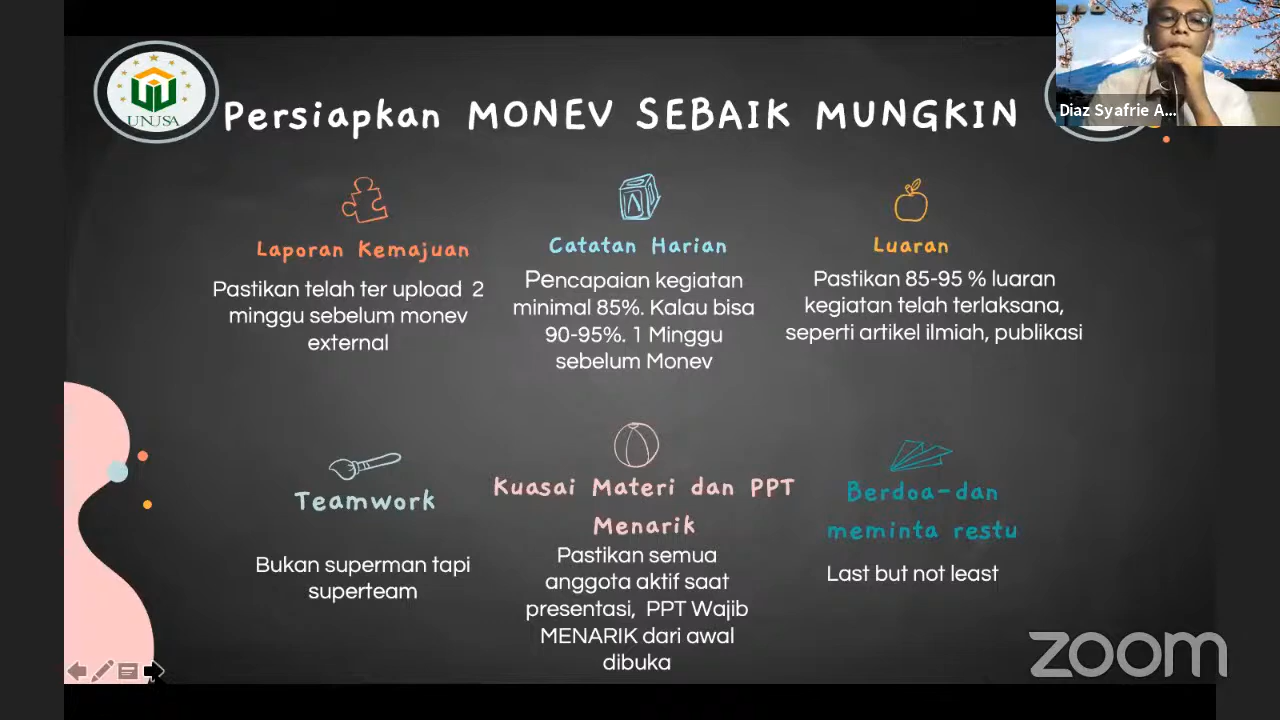 UNUSA
Persiapkan MONEV SEBAIK MUNGKIN
Diaz Syafrie A...
Laporan Kemajuan
Pastikan telah ter upload 2
minggu sebelum monev
external
Catatan Harian
Pencapaian kegiatan
minimal 85%. Kalau bisa
90-95%. 1 Minggu
sebelum Monev
Luaran
Pastikan 85-95 % luaran
kegiatan telah terlaksana,
seperti artikel ilmiah, publikasi
Teamwork
Bukan superman tapi
superteam
Kuasai Materi dan PPT
Menarik
Pastikan semua
anggota aktif saat
presentasi, PPT Wajib
MENARIK dari awal
dibuka
Berdoa-dan
meminta restu
Last but not least
zoom